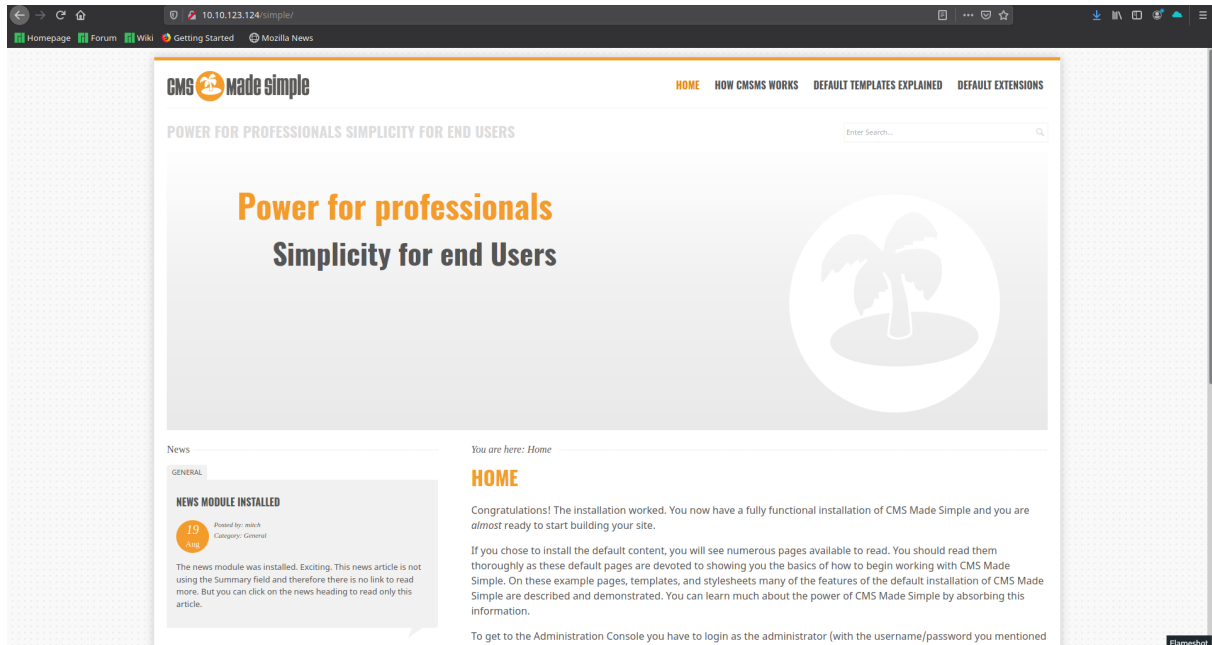 10.10.123.124/simple/
Homepage Forum Wiki Getting Started Mozilla News
CMS made simple
HOME HOW CMSMS WORKS DEFAULT TEMPLATES EXPLAINED DEFAULT EXTENSIONS
POWER FOR PROFESSIONALS SIMPLICITY FOR END USERS
Enter Search...
Power for professionals
Simplicity for end Users
News
GENERAL
NEWS MODULE INSTALLED
19
Aug
Posted by: mitch
Category: General
The news module was installed. Exciting. This news article is not
using the Summary field and therefore there is no link to read
more. But you can click on the news heading to read only this
article.
You are here: Home
HOME
Congratulations! The installation worked. You now have a fully functional installation of CMS Made Simple and you are
almost ready to start building your site.
If you chose to install the default content, you will see numerous pages available to read. You should read them
thoroughly as these default pages are devoted to showing you the basics of how to begin working with CMS Made
Simple. On these example pages, templates, and stylesheets many of the features of the default installation of CMS Made
Simple are described and demonstrated. You can learn much about the power of CMS Made Simple by absorbing this
information.
To get to the Administration Console you have to login as the administrator (with the username/password you mentioned
Flameshot